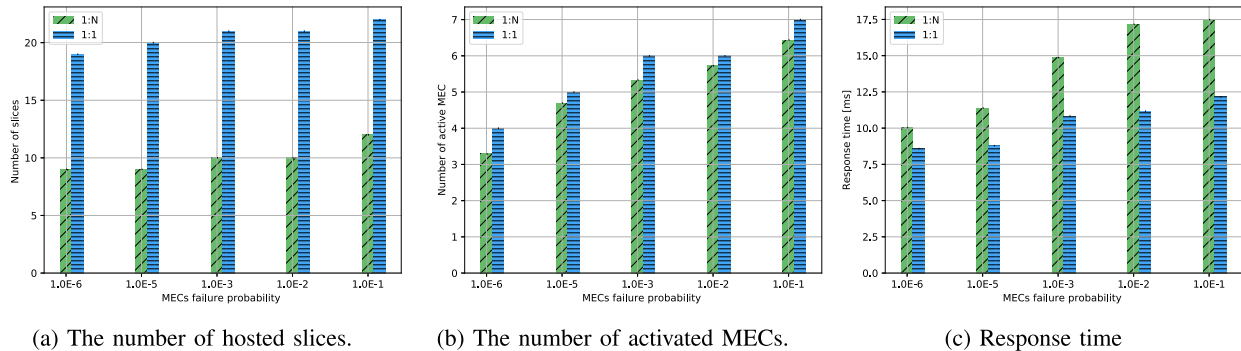 1:N
1:1
Number of slices
20
15
10
5
0
1.0E-6
1.0E-5
1.0E-3
1.0E-2
1.0E-1
MECs failure probability
(a) The number of hosted slices.
1:N
1:1
Number of active MEC
7
6
5
4
3
2
1
0
1.0E-6
1.0E-5
1.0E-3
1.0E-2
1.0E-1
MECs failure probability
(b) The number of activated MECs.
1:N
1:1
Response time [ms]
17.5
15.0
12.5
10.0
7.5
5.0
2.5
0.0
1.0E-6
1.0E-5
1.0E-3
1.0E-2
1.0E-1
MECs failure probability
(c) Response time